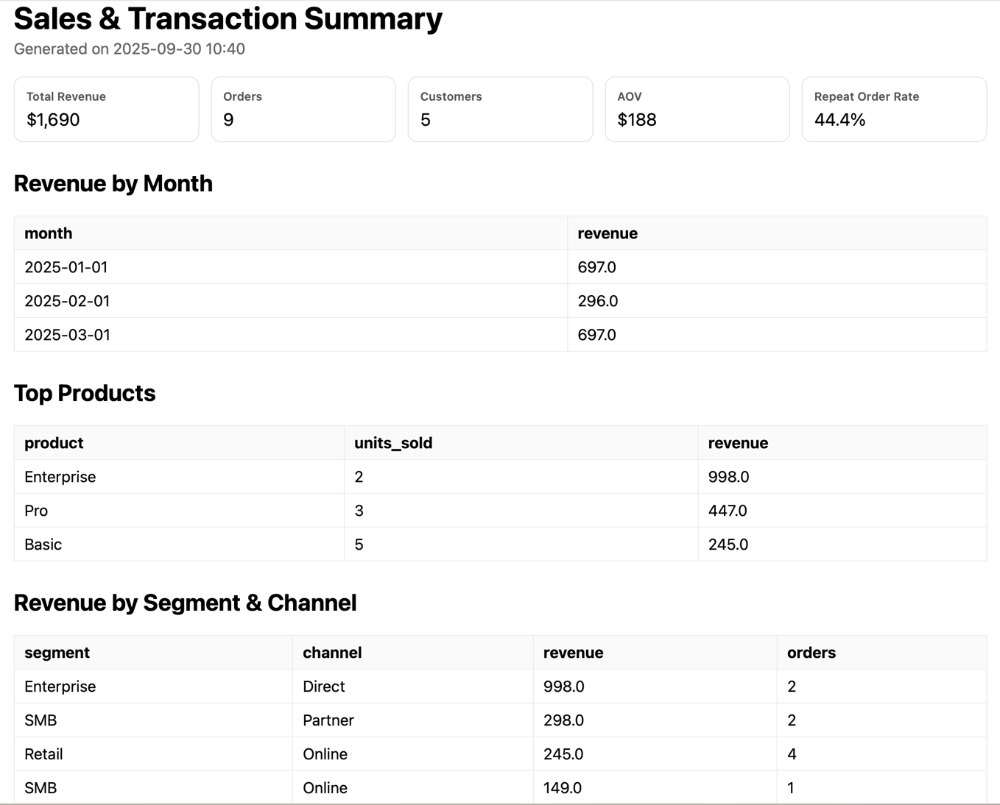 Sales & Transaction Summary
Generated on 2025-09-30 10:40
Total Revenue Orders Customers AOV Repeat Order Rate
$1,690 9 5 $188 44.4%
Revenue by Month
month revenue
2025-01-01 697.0
2025-02-01 296.0
2025-03-01 697.0
Top Products
product units_sold revenue
Enterprise 2 998.0
Pro 3 447.0
Basic 5 245.0
Revenue by Segment & Channel
segment channel revenue orders
Enterprise Direct 998.0 2
SMB Partner 298.0 2
Retail Online 245.0 4
SMB Online 149.0 1